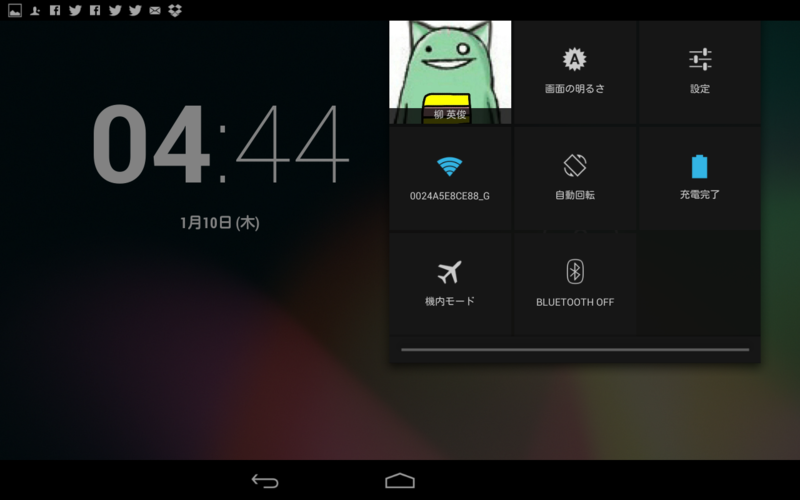 04:44
1月10日 (木)
柳 英俊
画面の明るさ
設定
0024A5E8CE88_G
自動回転
充電完了
機内モード
BLUETOOTH OFF